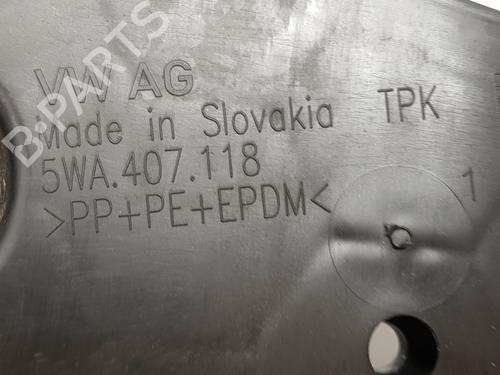 VW AG
Made in Slovakia TPK
5WA.407.118
>PP+PE+EPDM< 1
B-PARTS